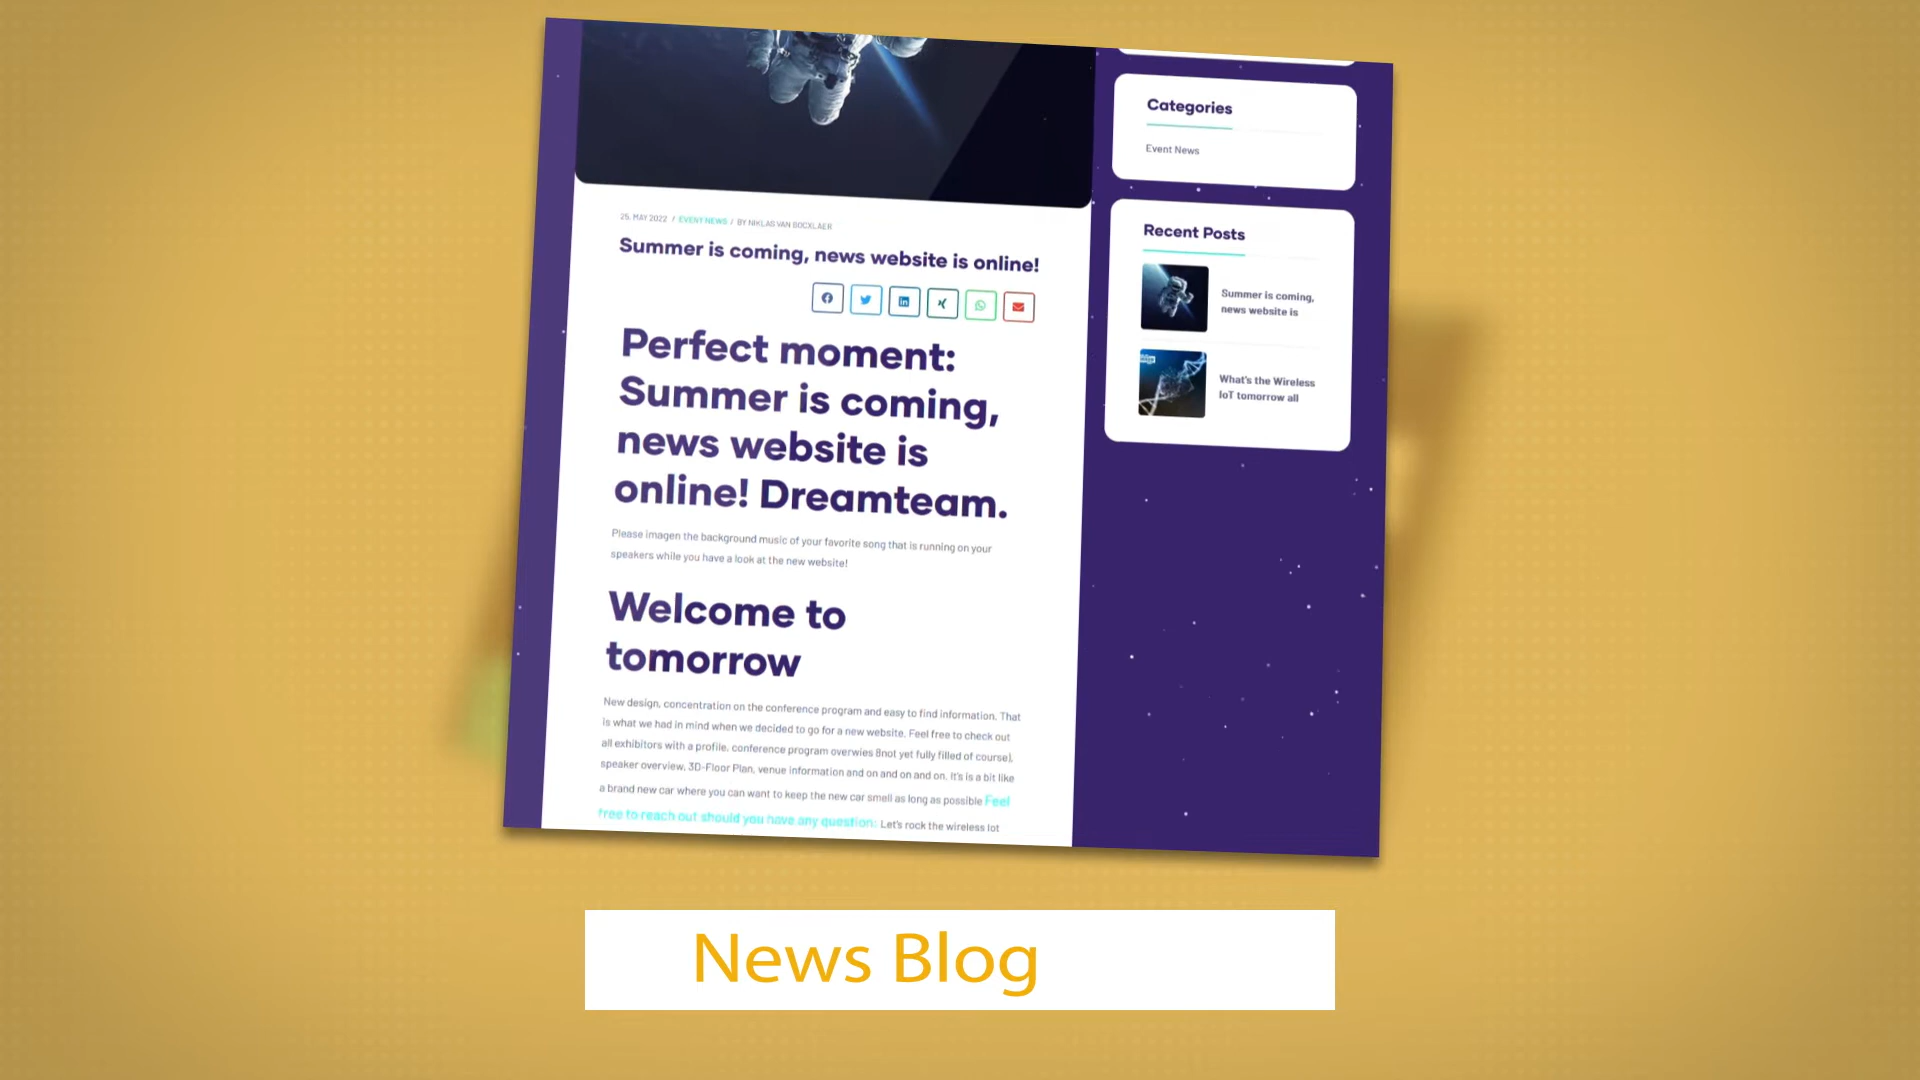 25. MAY 2022 / EVENT NEWS / BY NIKLAS VAN BOCXLAER
Summer is coming, news website is online!
Perfect moment:
Summer is coming,
news website is
online! Dreamteam.
Please imagen the background music of your favorite song that is running on your
speakers while you have a look at the new website!
Welcome to
tomorrow
New design, concentration on the conference program and easy to find information. That
is what we had in mind when we decided to go for a new website. Feel free to check out
all exhibitors with a profile, conference program overwies 8not yet fully filled of course),
speaker overview, 3D-Floor Plan, venue information and on and on and on. It's is a bit like
a brand new car where you can want to keep the new car smell as long as possible Feel
free to reach out should you have any question: Let's rock the wireless Iot
Categories
Event News
Recent Posts
Summer is coming,
news website is
What's the Wireless
IoT tomorrow all
News Blog